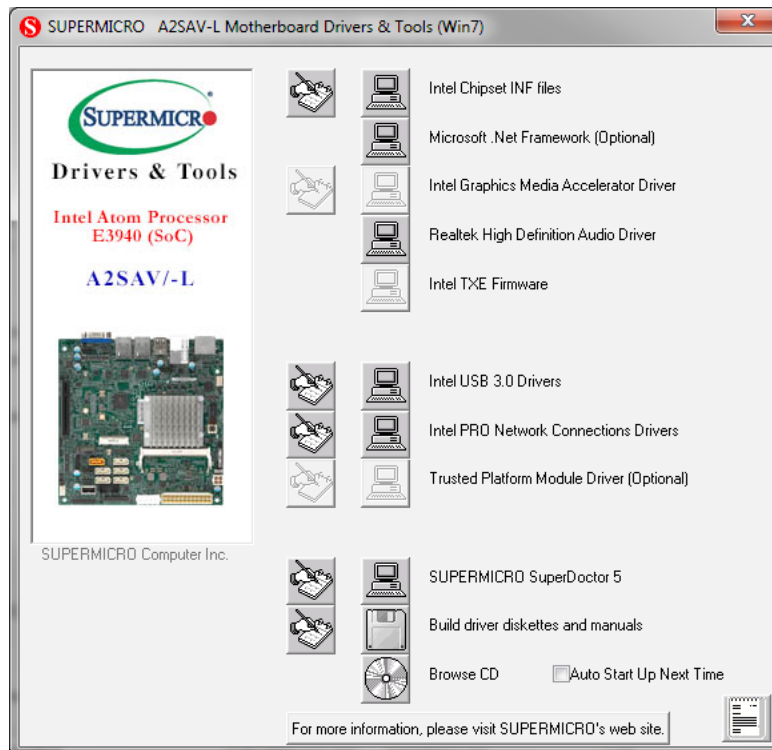 SUPERMICRO A2SAV-L Motherboard Drivers & Tools (Win7)
SUPERMICRO
Drivers & Tools
Intel Atom Processor
E3940 (SoC)
A2SAV/-L
SUPERMICRO Computer Inc.
Intel Chipset INF files
Microsoft .Net Framework (Optional)
Intel Graphics Media Accelerator Driver
Realtek High Definition Audio Driver
Intel TXE Firmware
Intel USB 3.0 Drivers
Intel PRO Network Connections Drivers
Trusted Platform Module Driver (Optional)
SUPERMICRO SuperDoctor 5
Build driver diskettes and manuals
Browse CD Auto Start Up Next Time
For more information, please visit SUPERMICRO's web site.